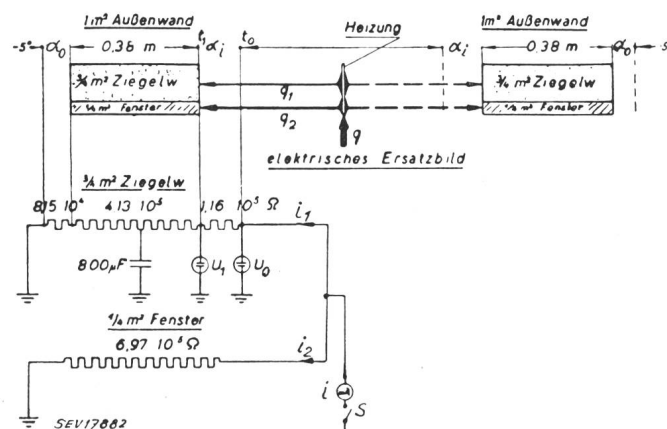 1m² Außenwand
Heizung
1m² Außenwand
-5° α₀ 0,38 m t₁ αᵢ t₀ αᵢ 0,38 m α₀ -5
¾ m² Ziegelw
q₁
¾ m² Ziegelw
¼ m² Fenster
q₂
¼ m² Fenster
q
elektrisches Ersatzbild
¾ m² Ziegelw
8,15 10⁴ 4,13 10⁵ 1,16 10⁵ Ω
i₁
800µF
U₁
U₀
¼ m² Fenster
6,97 10⁵ Ω
i₂
i
S
SEV17882